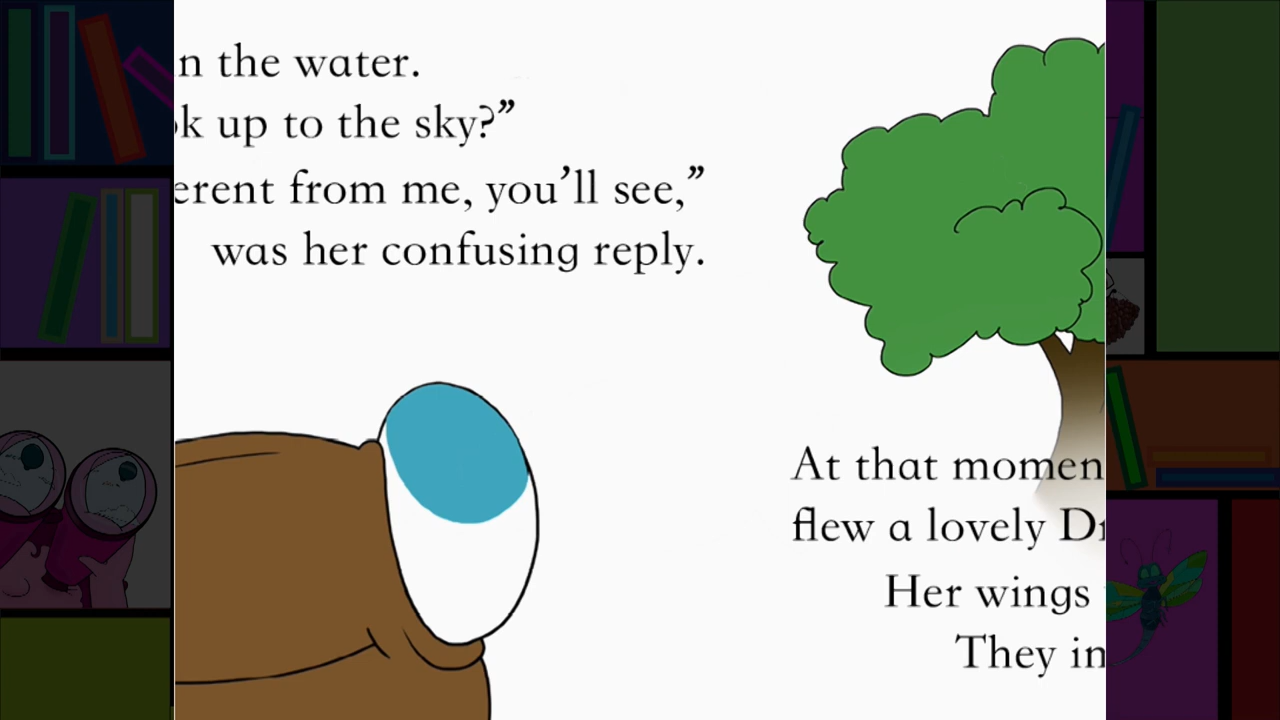 n the water.
k up to the sky?”
erent from me, you’ll see,”
was her confusing reply.
At that momen
flew a lovely D
Her wings
They in